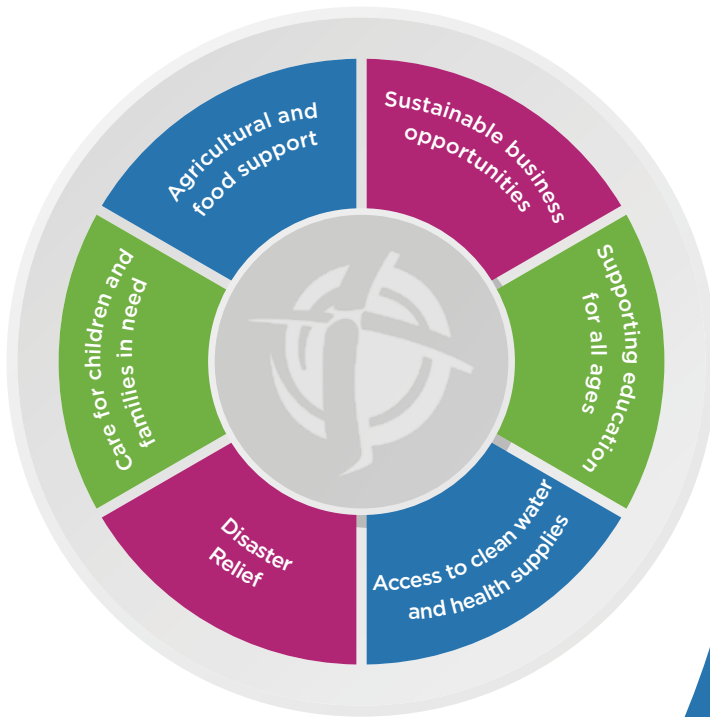 Agricultural and
food support
Sustainable business
opportunities
Supporting education
for all ages
Access to clean water
and health supplies
Disaster
Relief
Care for children and
families in need